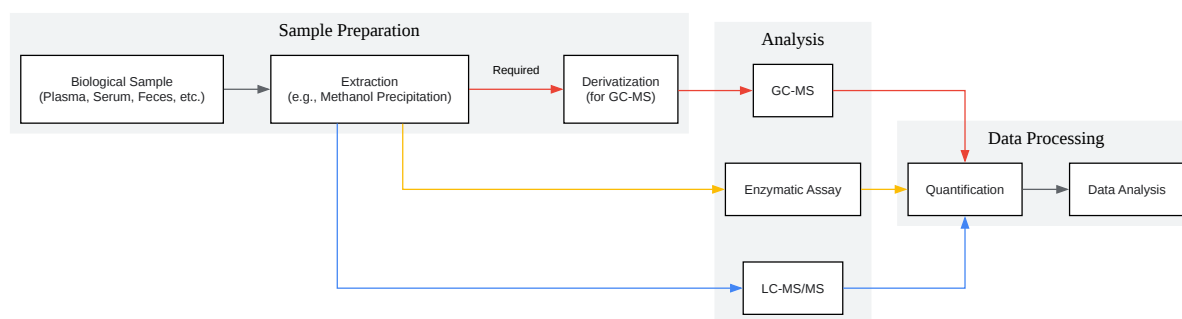 Sample Preparation
Biological Sample
(Plasma, Serum, Feces, etc.)
Extraction
(e.g., Methanol Precipitation)
Required
Derivatization
(for GC-MS)
Analysis
GC-MS
Enzymatic Assay
LC-MS/MS
Data Processing
Quantification
Data Analysis